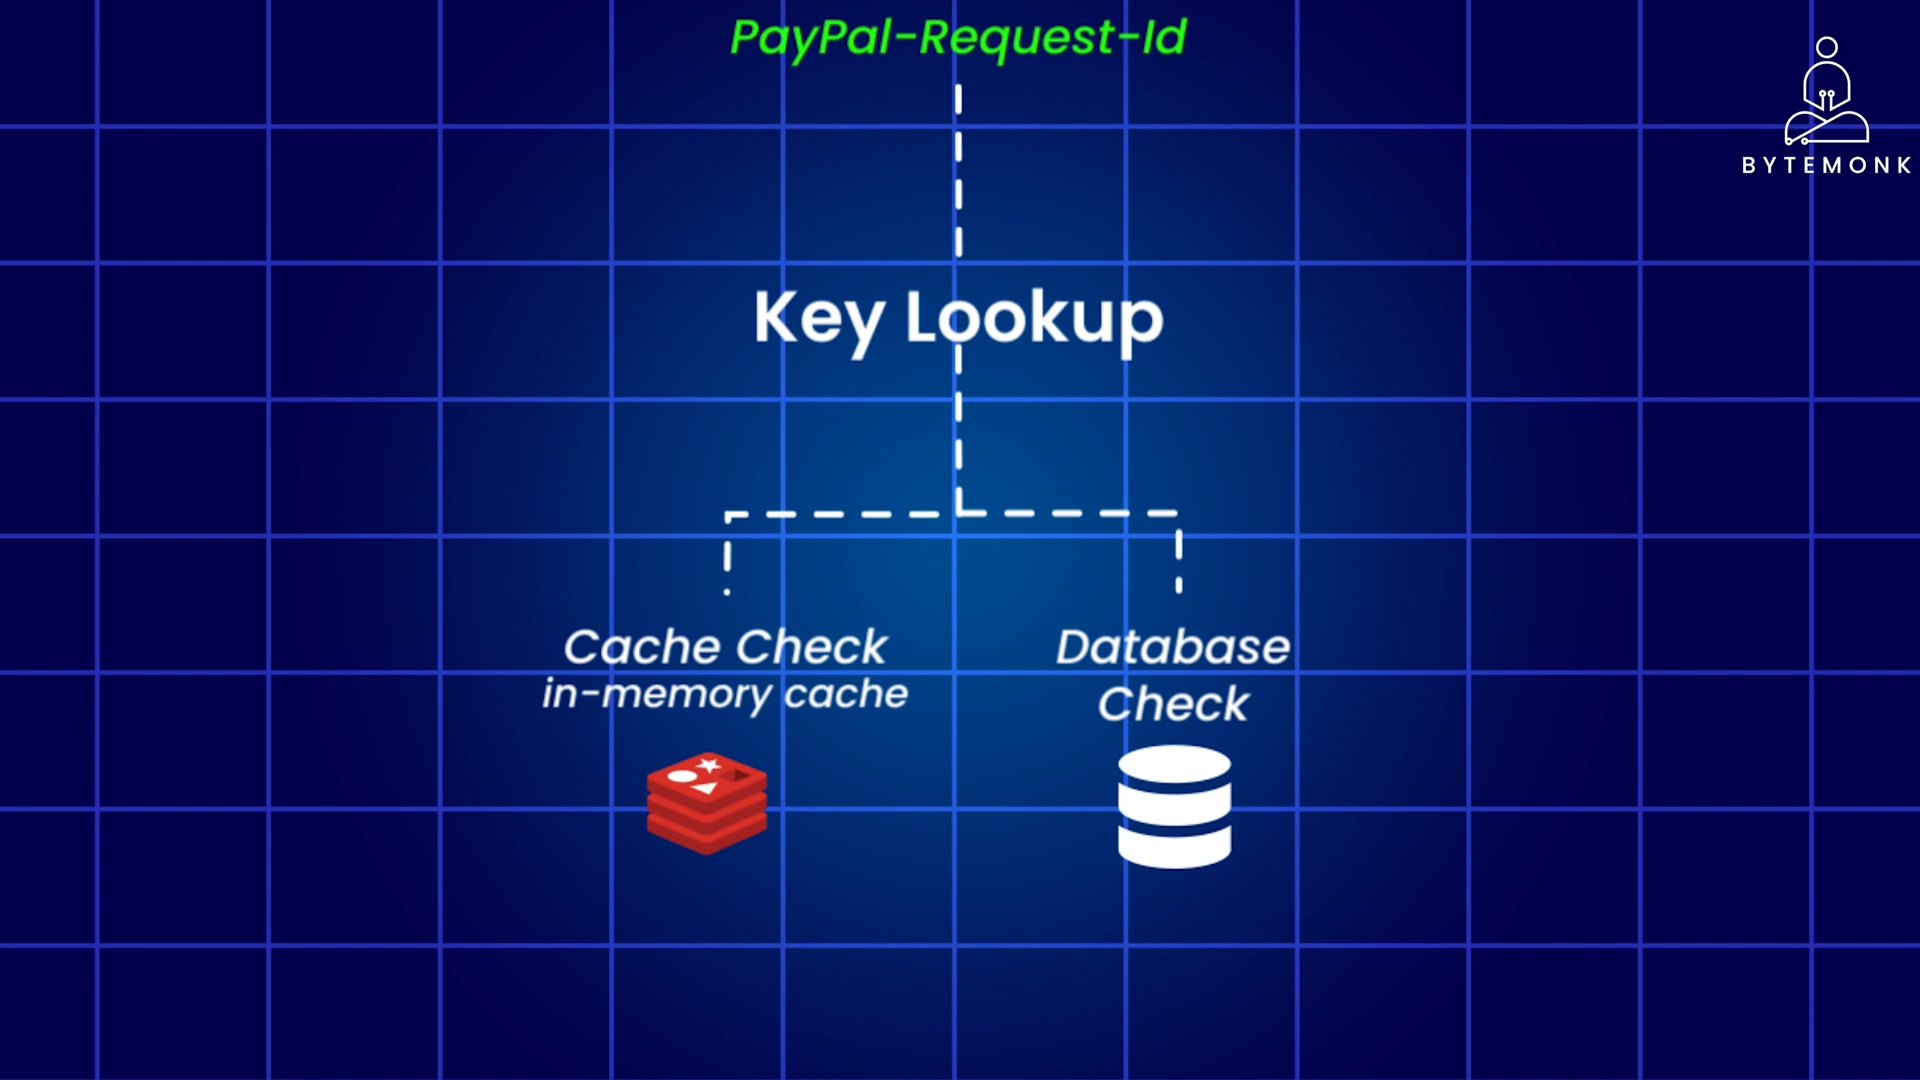 PayPal-Request-Id
BYTEMONK
Key Lookup
Cache Check
in-memory cache
Database
Check